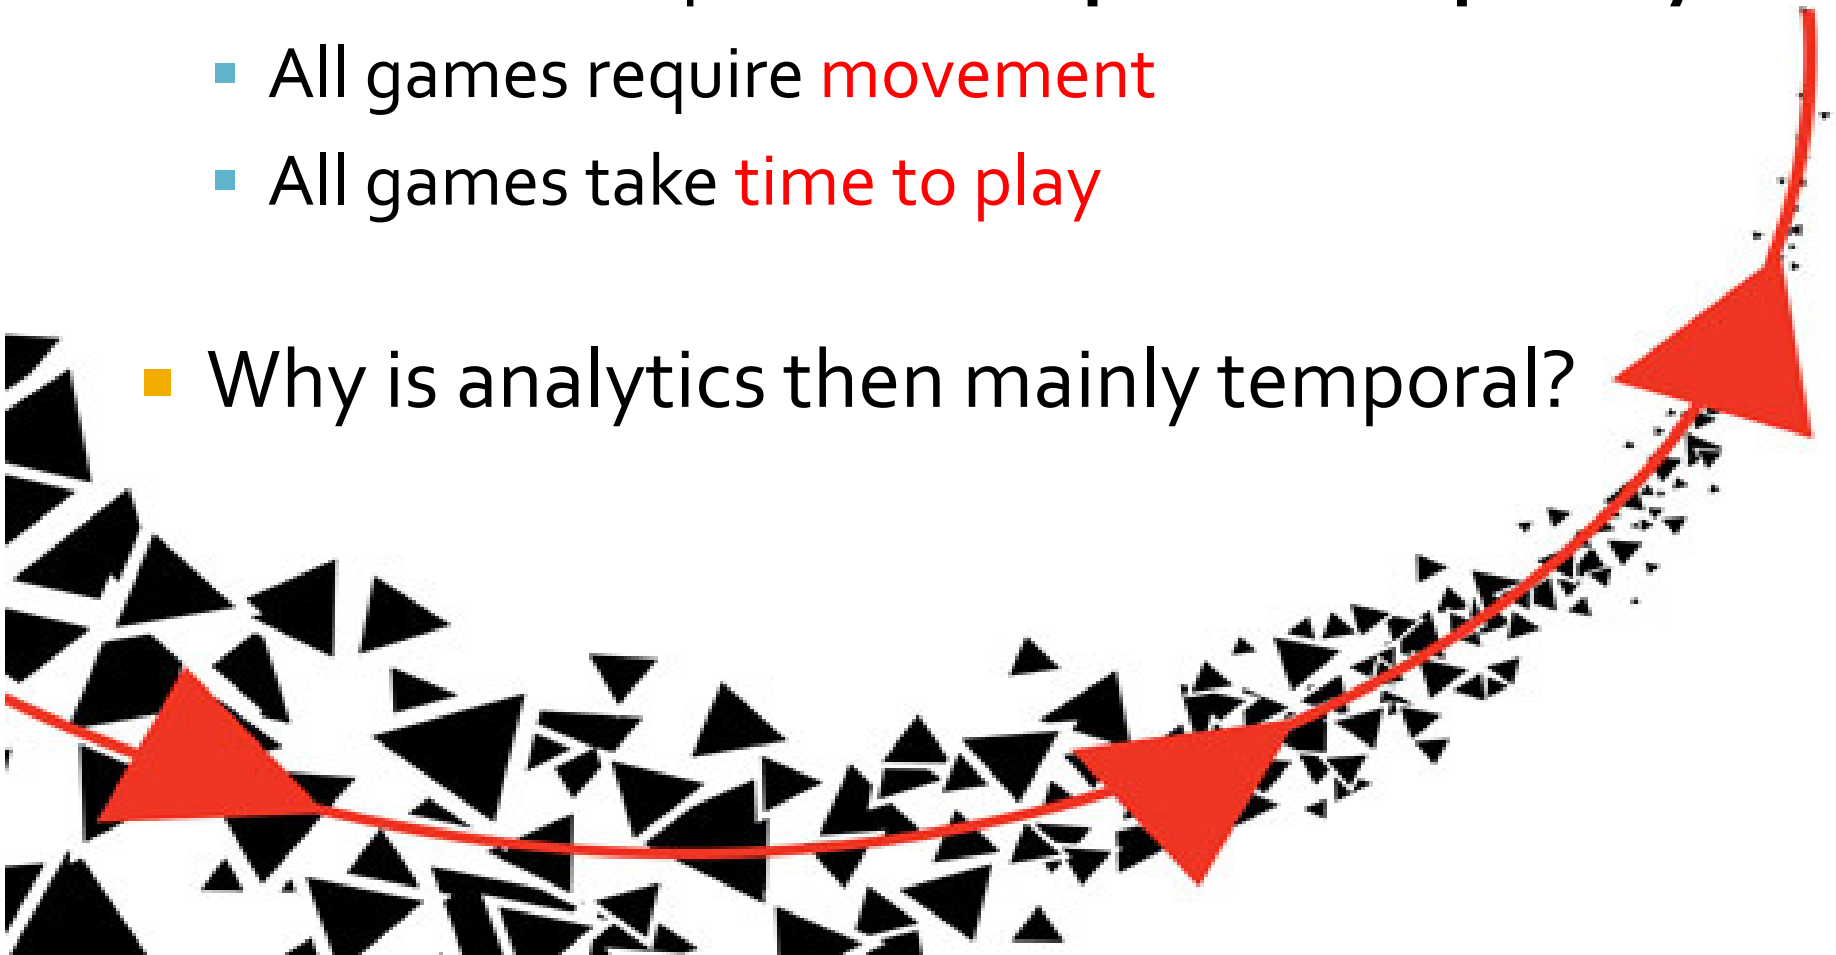 All games require movement
All games take time to play
Why is analytics then mainly temporal?